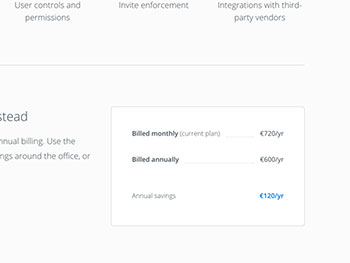 User controls and
permissions
Invite enforcement
Integrations with third-
party vendors
stead
nnual billing. Use the
ngs around the office, or
Billed monthly (current plan) €720/yr
Billed annually €600/yr
Annual savings €120/yr